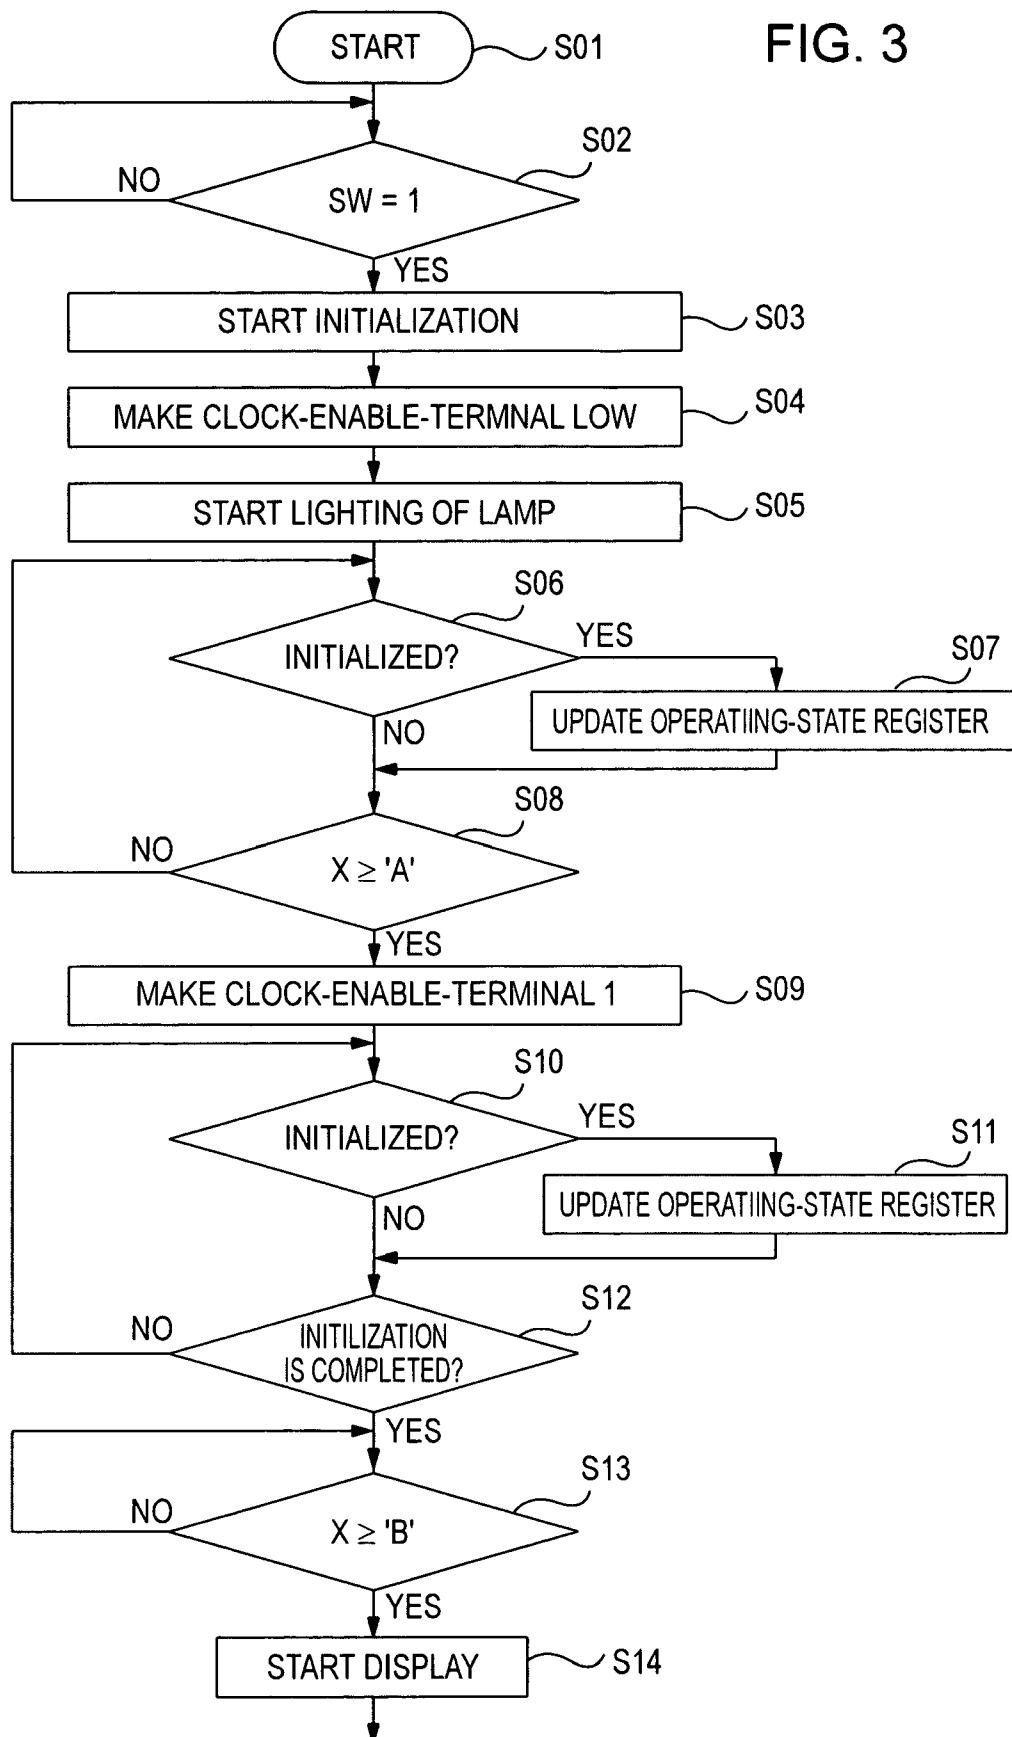 FIG. 3
START
S01
S02
NO
SW = 1
YES
START INITIALIZATION
S03
MAKE CLOCK-ENABLE-TERMNAL LOW
S04
START LIGHTING OF LAMP
S05
S06
INITIALIZED?
YES
S07
UPDATE OPERATIING-STATE REGISTER
NO
S08
NO
X ≥ 'A'
YES
MAKE CLOCK-ENABLE-TERMINAL 1
S09
S10
INITIALIZED?
YES
S11
UPDATE OPERATIING-STATE REGISTER
NO
S12
NO
INITILIZATION
IS COMPLETED?
YES
S13
NO
X ≥ 'B'
YES
START DISPLAY
S14